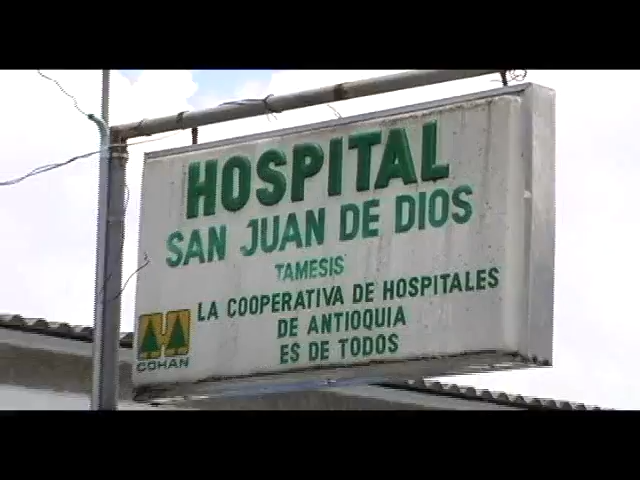 HOSPITAL
SAN JUAN DE DIOS
TAMESIS
LA COOPERATIVA DE HOSPITALES
DE ANTIOQUIA
ES DE TODOS
COHAN